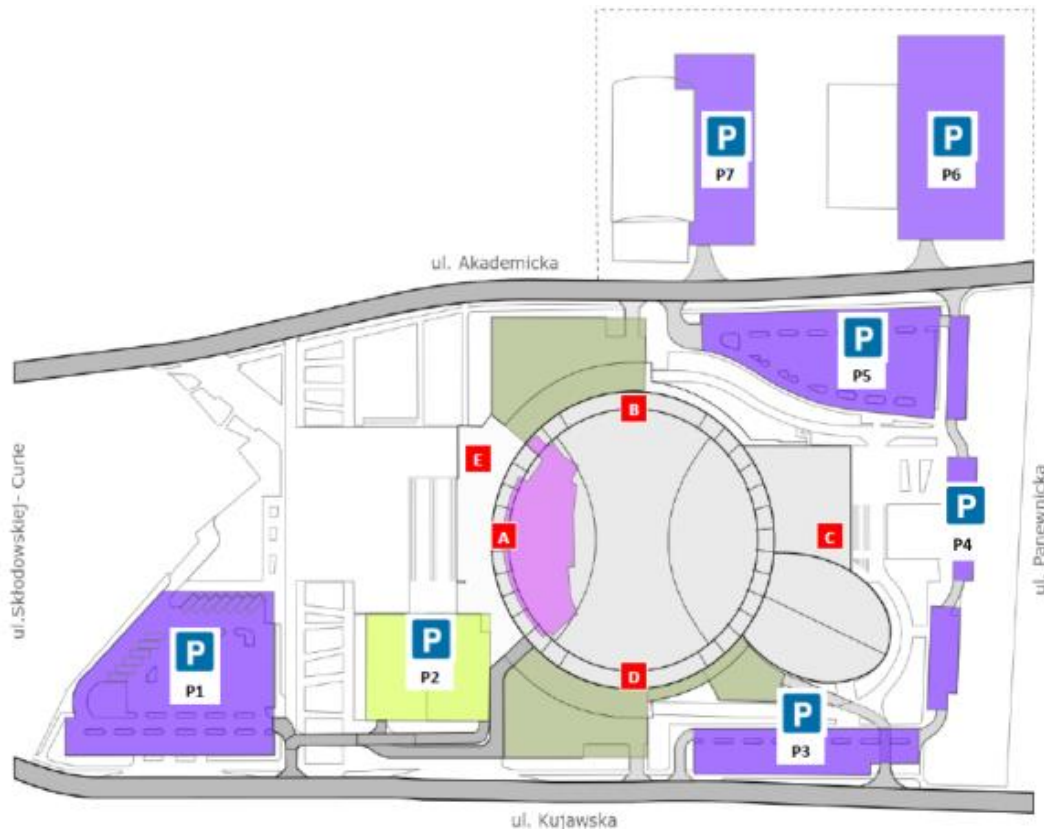 P
P7
P
P6
ul. Akademicka
P
P5
B
E
A
C
P
P4
ul.Skłodowskiej- Curie
ul. Panewnicka
P
P1
P
P2
D
P
P3
ul. Kujawska